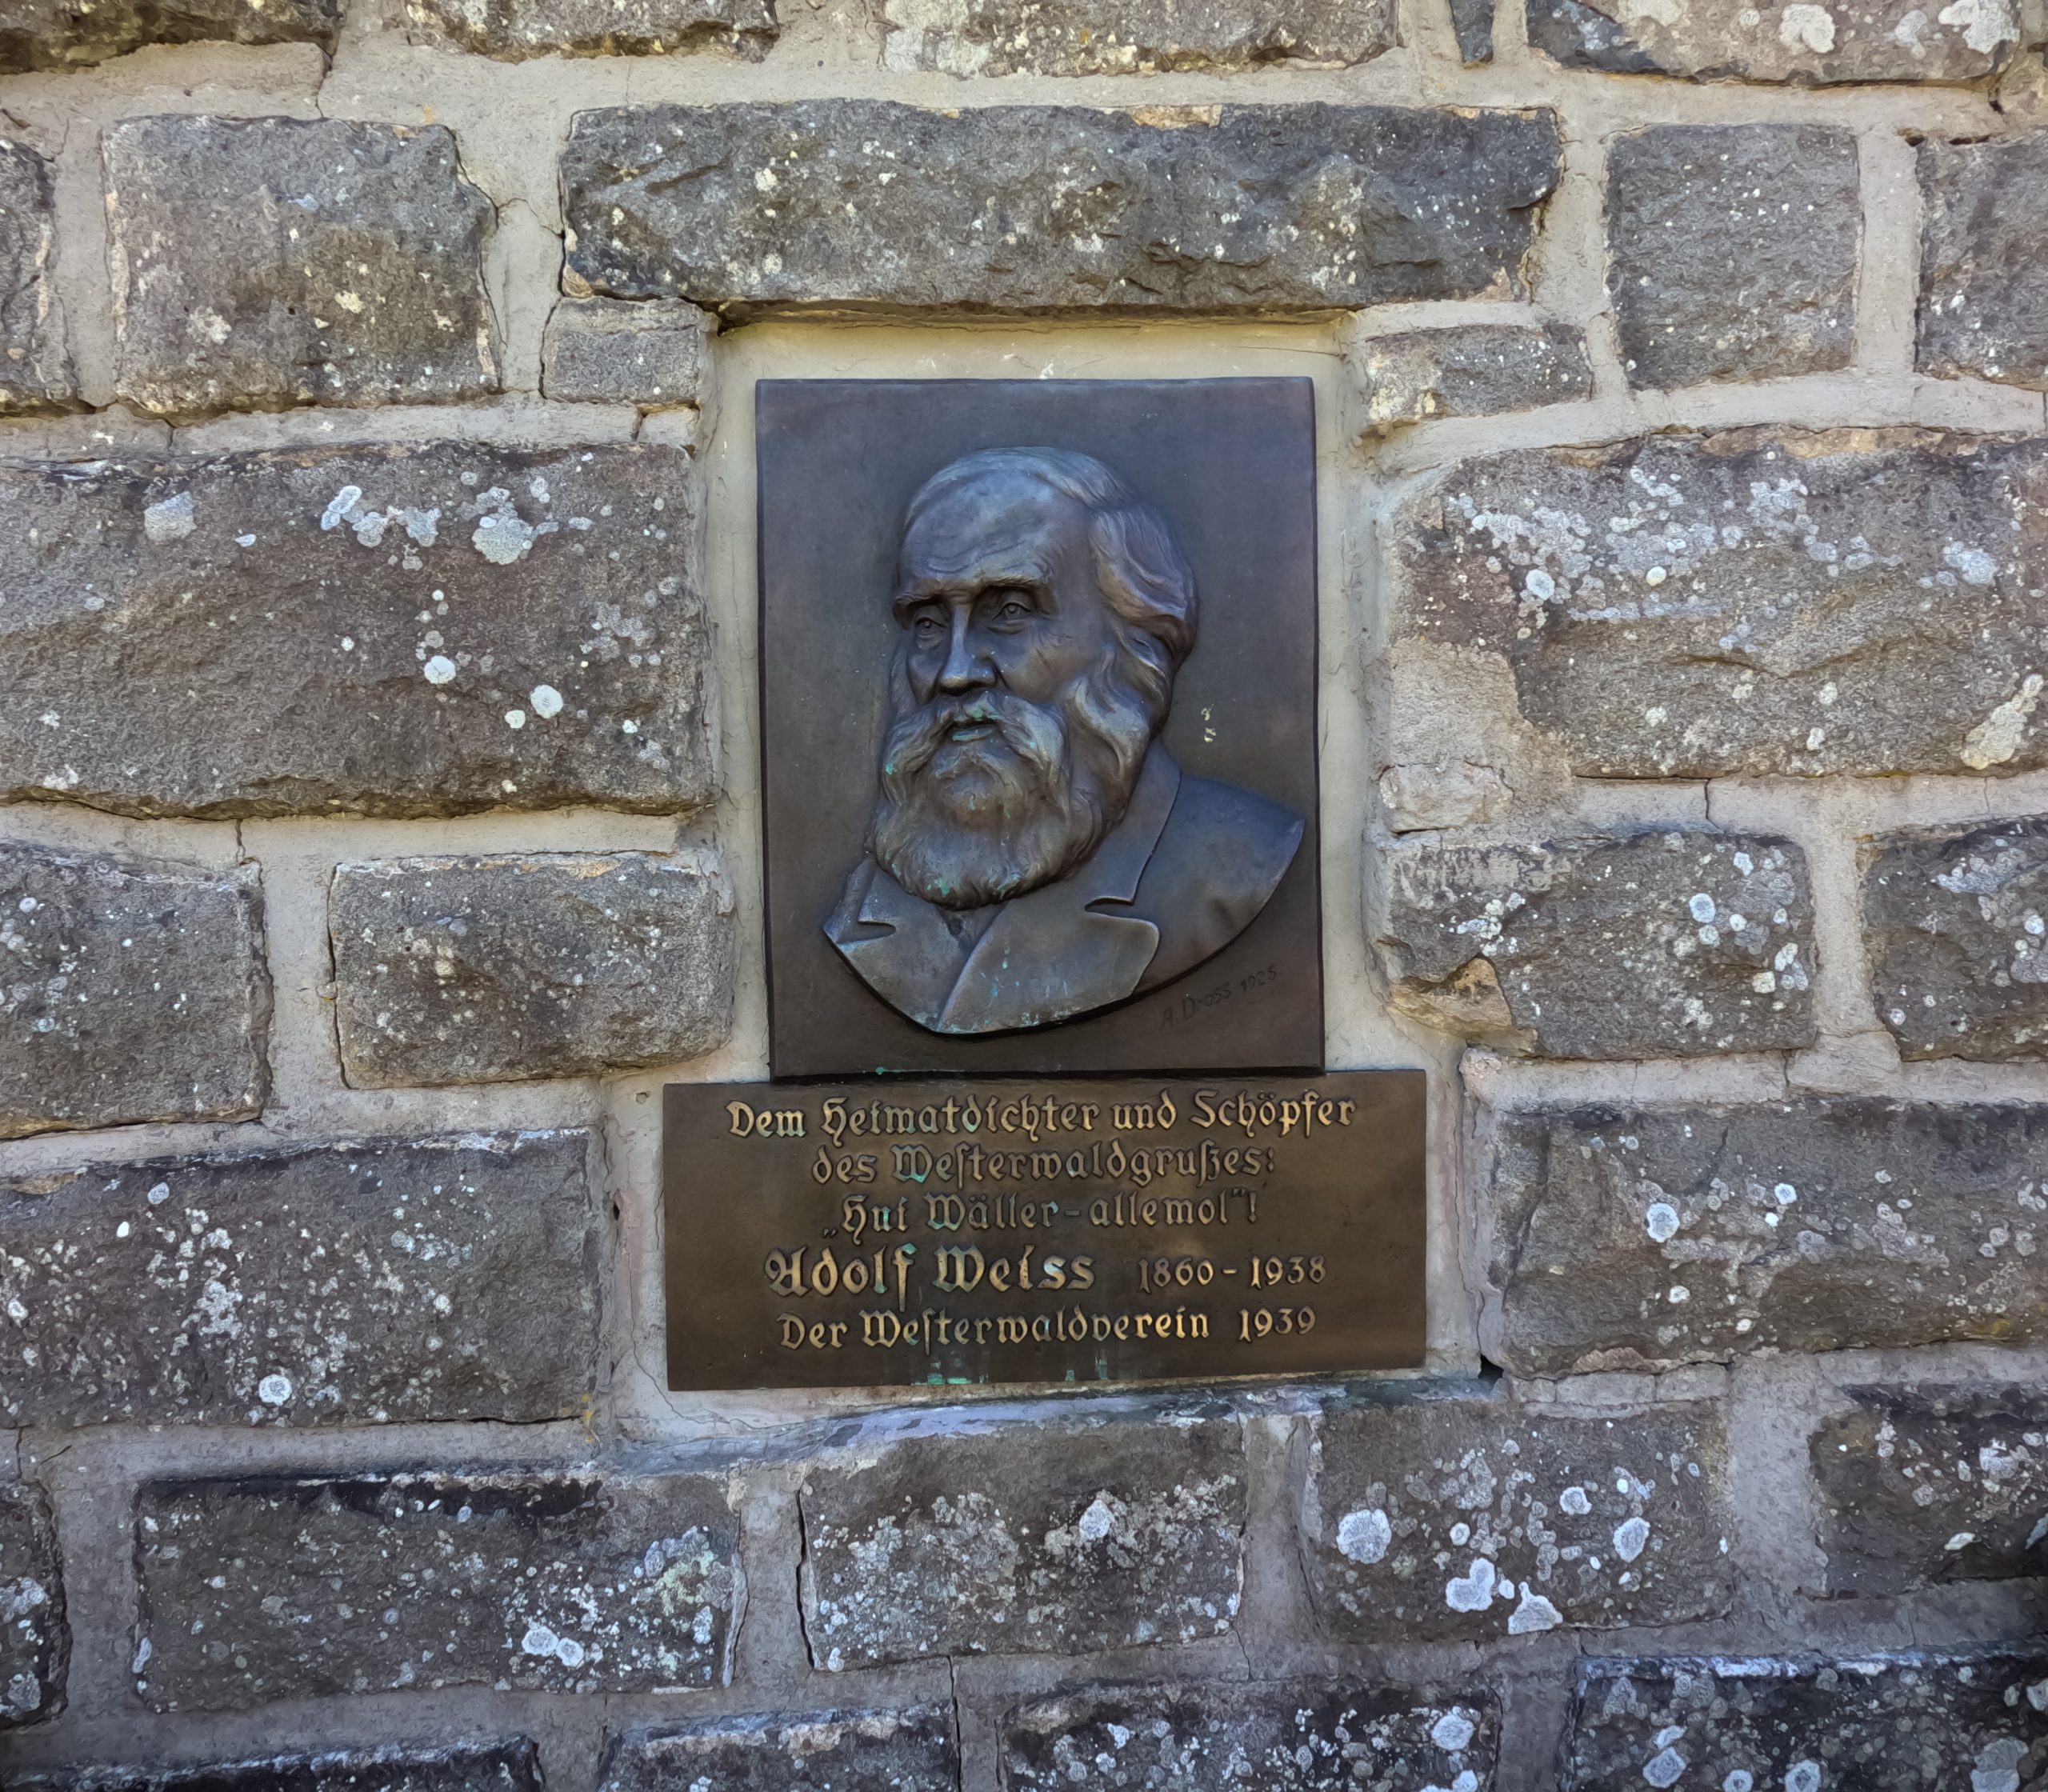 A. Dross 1925
Dem Heimatdichter und Schöpfer
des Weſterwaldgrußes:
„Hui Wäller-allemol“!
Adolf Weiss 1860-1938
Der Weſterwaldverein 1939